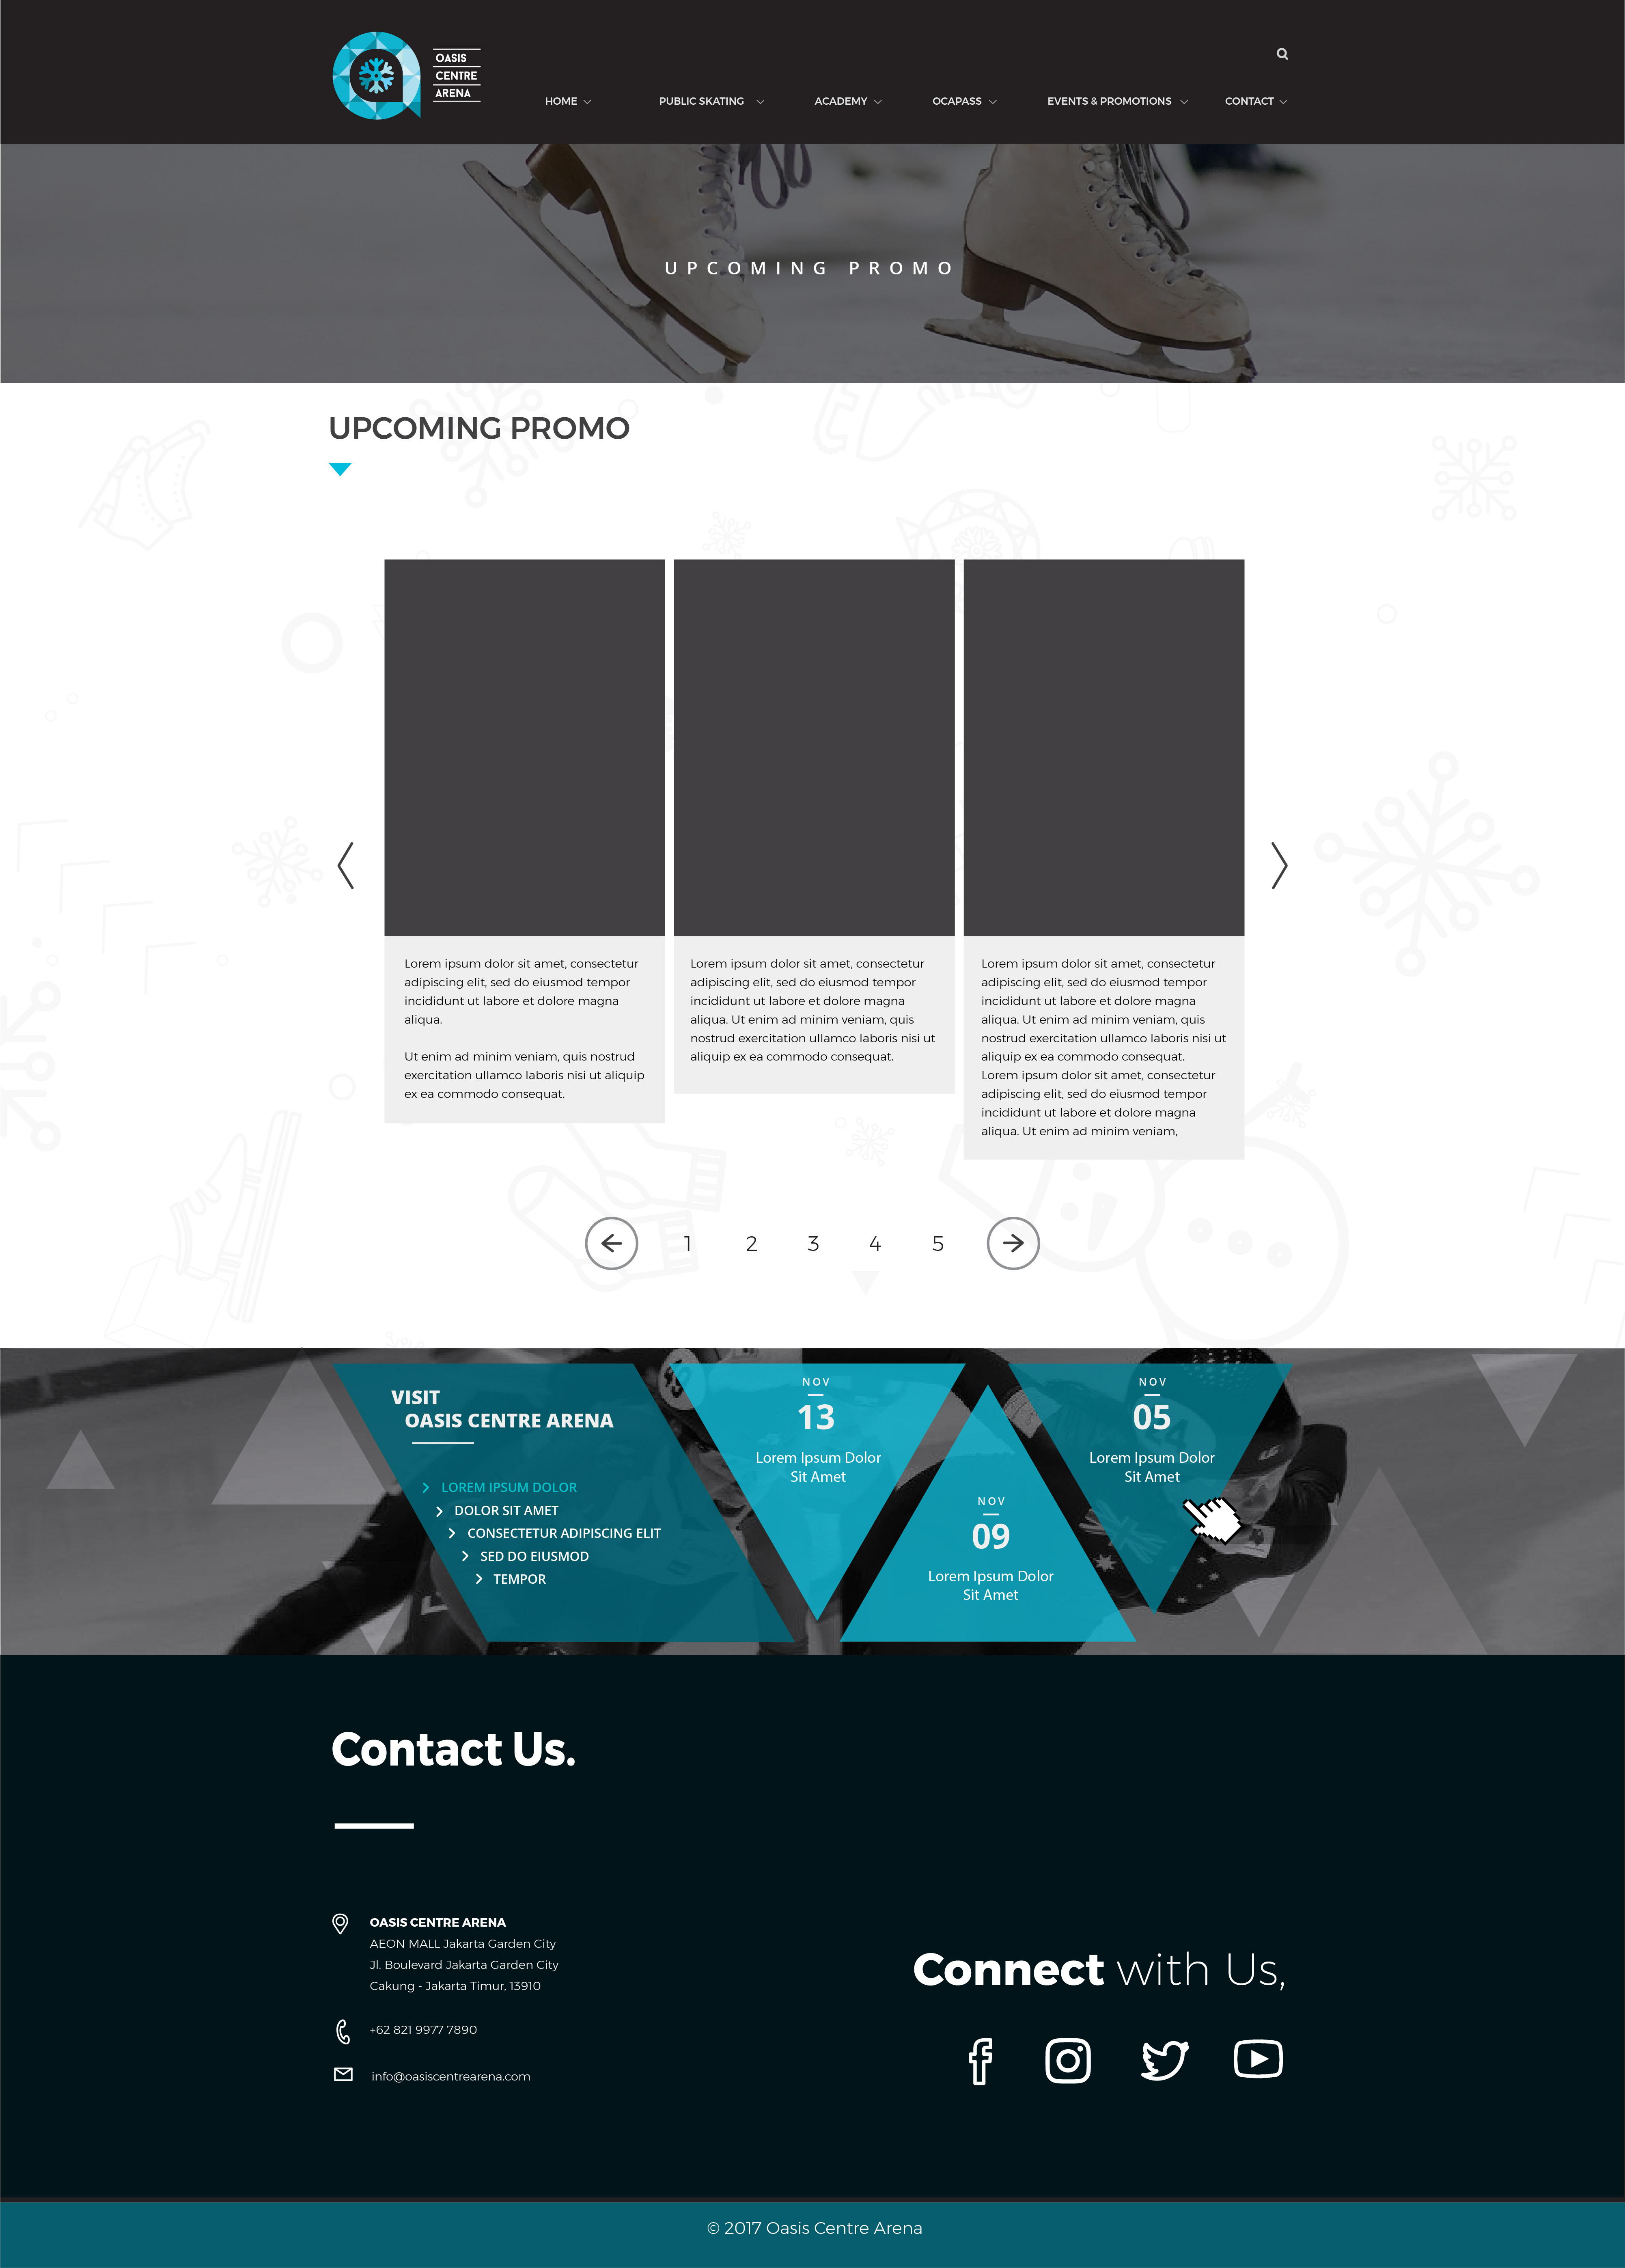 OASIS
CENTRE
ARENA
HOME
PUBLIC SKATING
ACADEMY
OCAPASS
EVENTS & PROMOTIONS
CONTACT
UPCOMING PROMO
UPCOMING PROMO
Lorem ipsum dolor sit amet, consectetur
adipiscing elit, sed do eiusmod tempor
incididunt ut labore et dolore magna
aliqua.
Ut enim ad minim veniam, quis nostrud
exercitation ullamco laboris nisi ut aliquip
ex ea commodo consequat.
Lorem ipsum dolor sit amet, consectetur
adipiscing elit, sed do eiusmod tempor
incididunt ut labore et dolore magna
aliqua. Ut enim ad minim veniam, quis
nostrud exercitation ullamco laboris nisi ut
aliquip ex ea commodo consequat.
Lorem ipsum dolor sit amet, consectetur
adipiscing elit, sed do eiusmod tempor
incididunt ut labore et dolore magna
aliqua. Ut enim ad minim veniam, quis
nostrud exercitation ullamco laboris nisi ut
aliquip ex ea commodo consequat.
Lorem ipsum dolor sit amet, consectetur
adipiscing elit, sed do eiusmod tempor
incididunt ut labore et dolore magna
aliqua. Ut enim ad minim veniam,
1 2 3 4 5
VISIT
OASIS CENTRE ARENA
LOREM IPSUM DOLOR
DOLOR SIT AMET
CONSECTETUR ADIPISCING ELIT
SED DO EIUSMOD
TEMPOR
NOV
13
Lorem Ipsum Dolor
Sit Amet
NOV
09
Lorem Ipsum Dolor
Sit Amet
NOV
05
Lorem Ipsum Dolor
Sit Amet
Contact Us.
OASIS CENTRE ARENA
AEON MALL Jakarta Garden City
Jl. Boulevard Jakarta Garden City
Cakung - Jakarta Timur, 13910
+62 821 9977 7890
info@oasiscentrearena.com
Connect with Us,
© 2017 Oasis Centre Arena